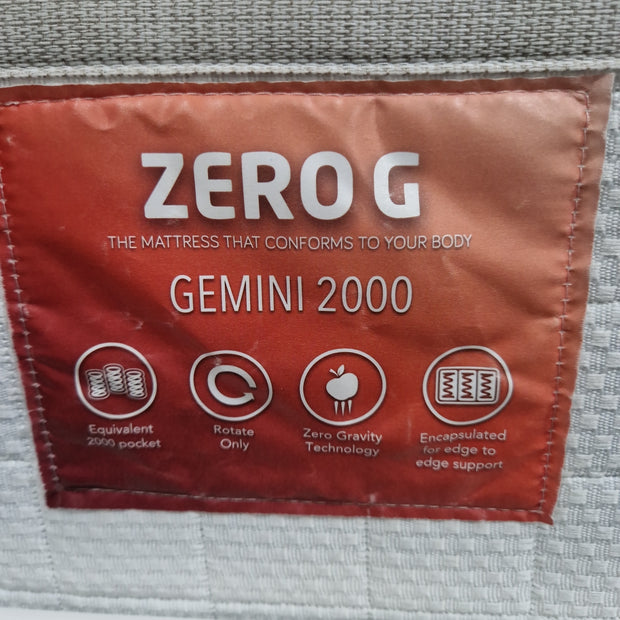 ZERO G
THE MATTRESS THAT CONFORMS TO YOUR BODY
GEMINI 2000
Equivalent
2000 pocket
Rotate
Only
Zero Gravity
Technology
Encapsulated
for edge to
edge support